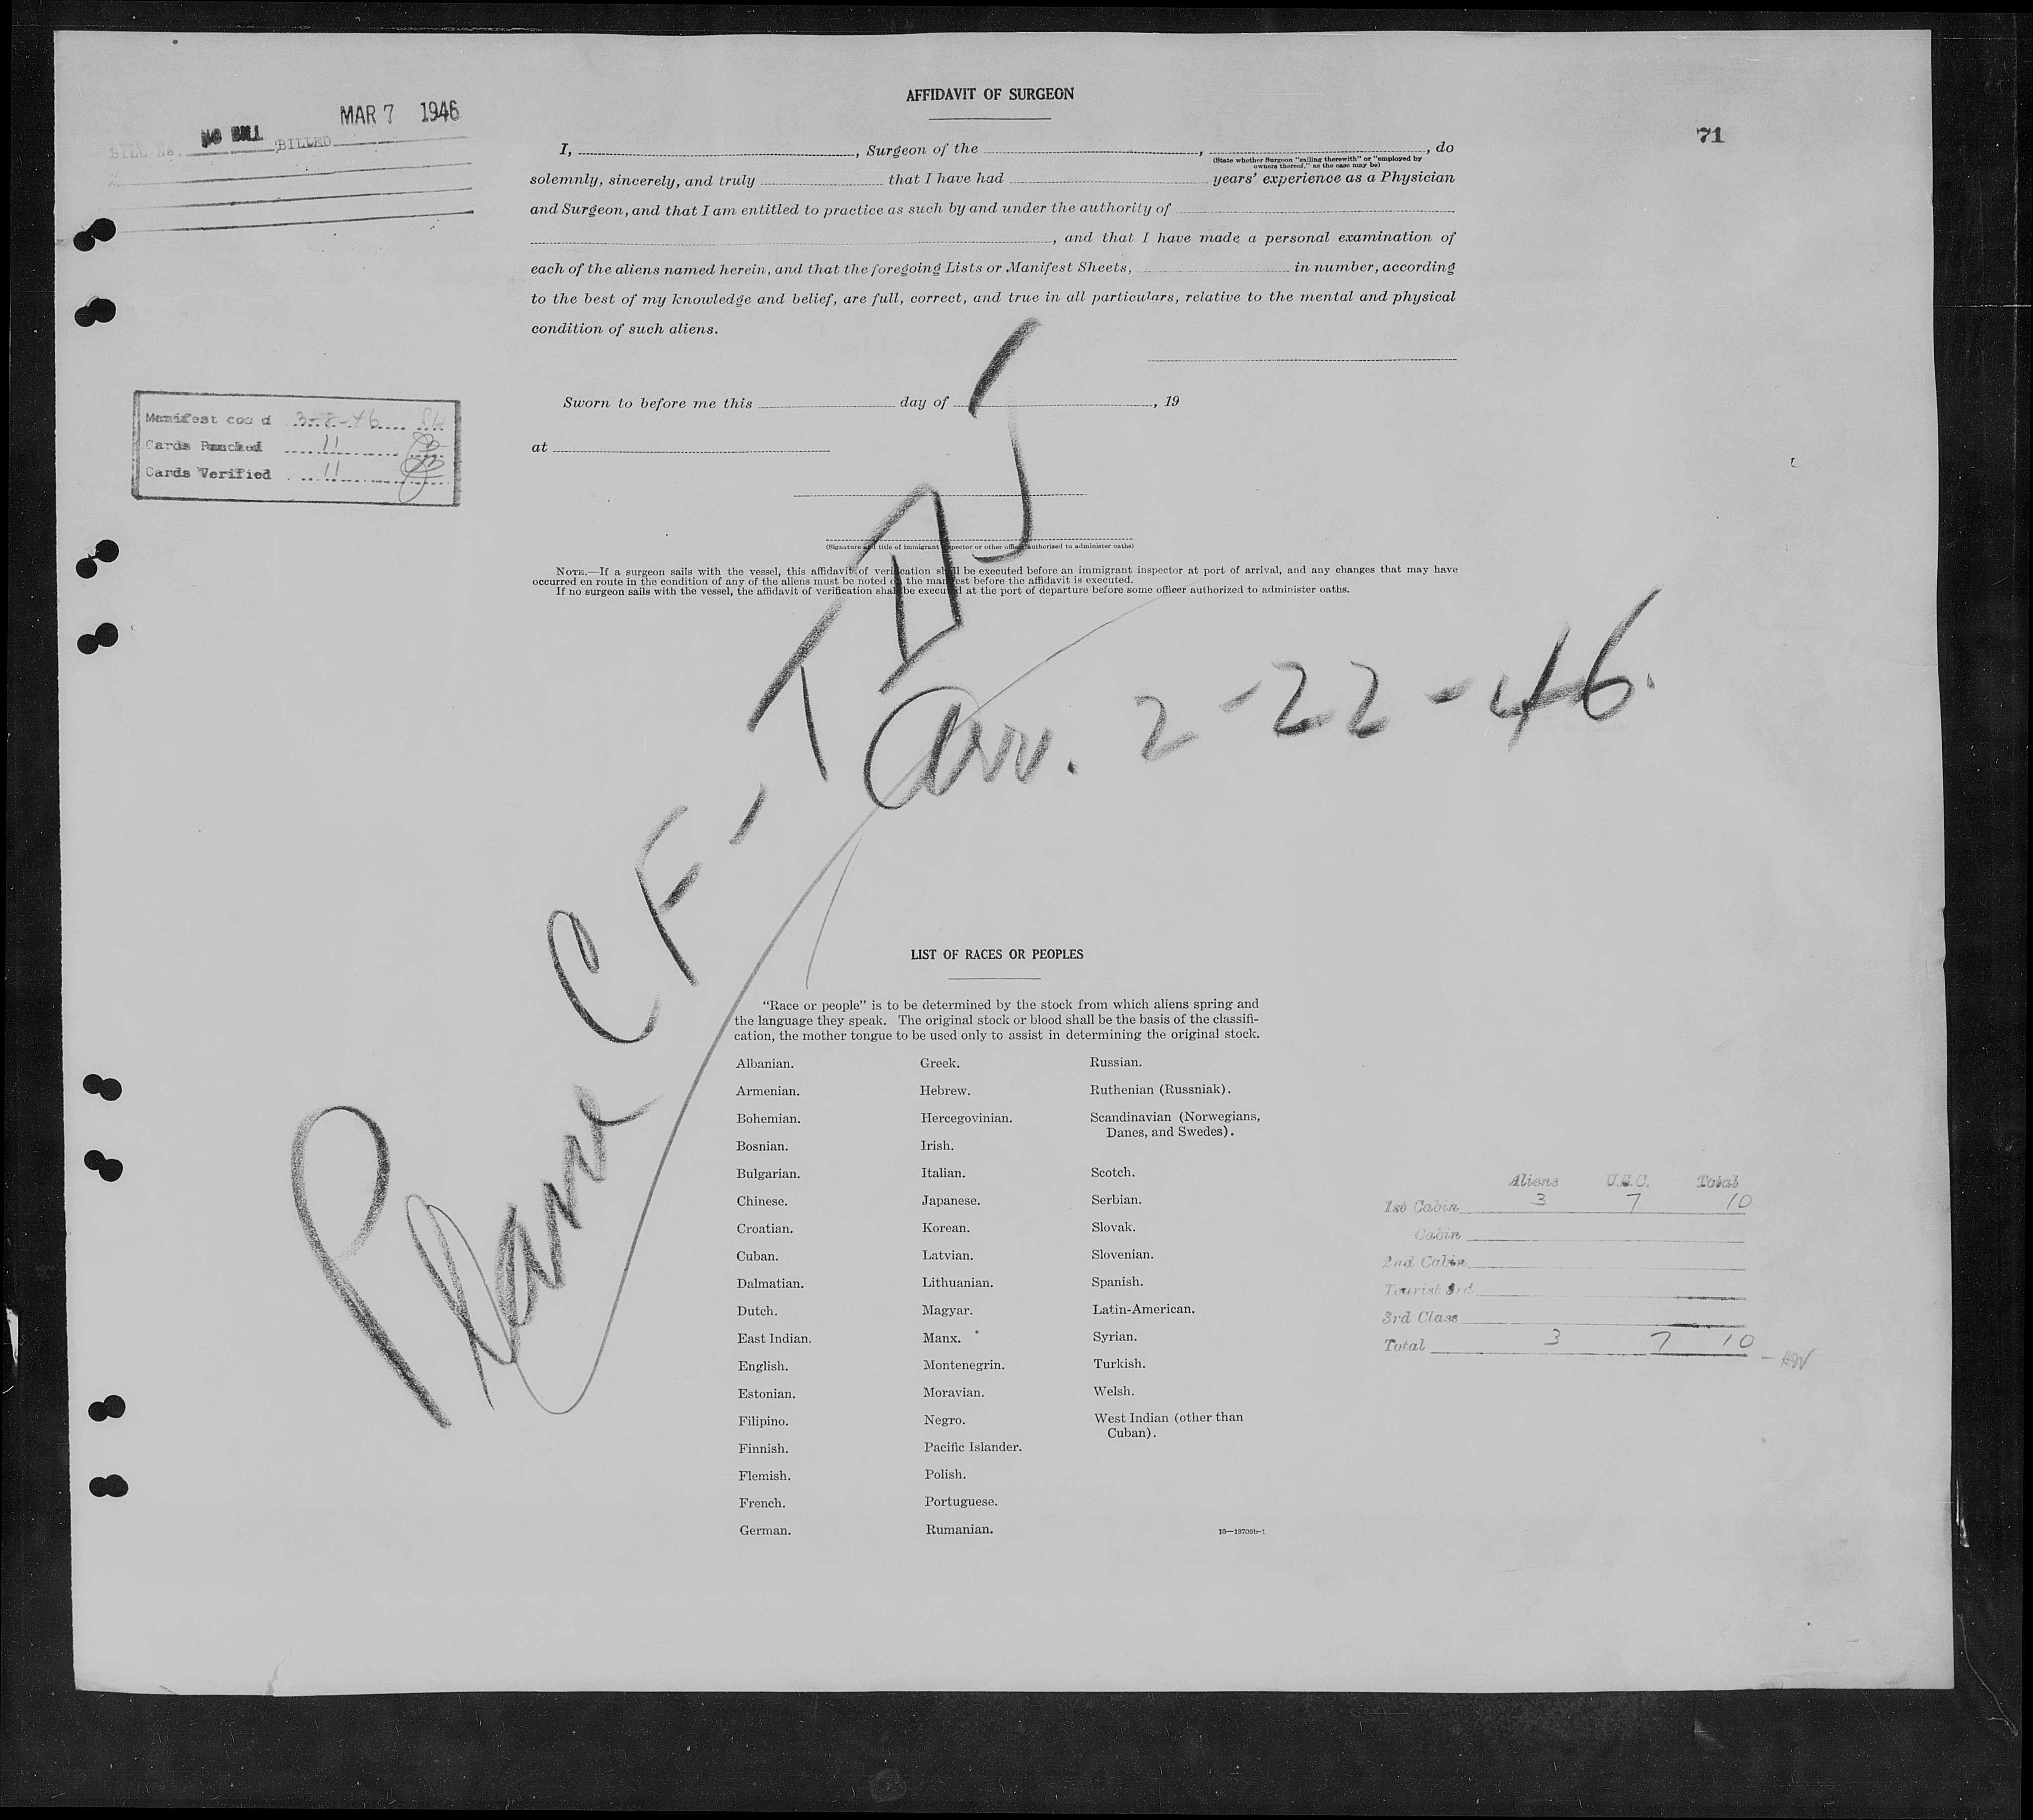 MAR 7 1946
BILL No. NO BILL BILLED
71
AFFIDAVIT OF SURGEON
I, , Surgeon of the , , do
(State whether Surgeon "sailing therewith" or "employed by
owners thereof," as the case may be)
solemnly, sincerely, and truly that I have had years' experience as a Physician
and Surgeon, and that I am entitled to practice as such by and under the authority of
, and that I have made a personal examination of
each of the aliens named herein, and that the foregoing Lists or Manifest Sheets, in number, according
to the best of my knowledge and belief, are full, correct, and true in all particulars, relative to the mental and physical
condition of such aliens.
Sworn to before me this day of , 19
at
Manifest cod d 3-8-46
Cards Punched 11
Cards Verified 11
(Signature and title of immigrant inspector or other officer authorized to administer oaths)
NOTE.—If a surgeon sails with the vessel, this affidavit of verification shall be executed before an immigrant inspector at port of arrival, and any changes that may have
occurred en route in the condition of any of the aliens must be noted on the manifest before the affidavit is executed.
If no surgeon sails with the vessel, the affidavit of verification shall be executed at the port of departure before some officer authorized to administer oaths.
Plane CF-
Arr. 2-22-46.
LIST OF RACES OR PEOPLES
"Race or people" is to be determined by the stock from which aliens spring and
the language they speak. The original stock or blood shall be the basis of the classifi-
cation, the mother tongue to be used only to assist in determining the original stock.
Albanian.
Armenian.
Bohemian.
Bosnian.
Bulgarian.
Chinese.
Croatian.
Cuban.
Dalmatian.
Dutch.
East Indian.
English.
Estonian.
Filipino.
Finnish.
Flemish.
French.
German.
Greek.
Hebrew.
Hercegovinian.
Irish.
Italian.
Japanese.
Korean.
Latvian.
Lithuanian.
Magyar.
Manx.
Montenegrin.
Moravian.
Negro.
Pacific Islander.
Polish.
Portuguese.
Rumanian.
Russian.
Ruthenian (Russniak).
Scandinavian (Norwegians,
Danes, and Swedes).
Scotch.
Serbian.
Slovak.
Slovenian.
Spanish.
Latin-American.
Syrian.
Turkish.
Welsh.
West Indian (other than
Cuban).
16—13709b-1
Aliens U.S.C. Total
1st Cabin 3 7 10
Cabin
2nd Cabin
Tourist 3rd
3rd Class
Total 3 7 10